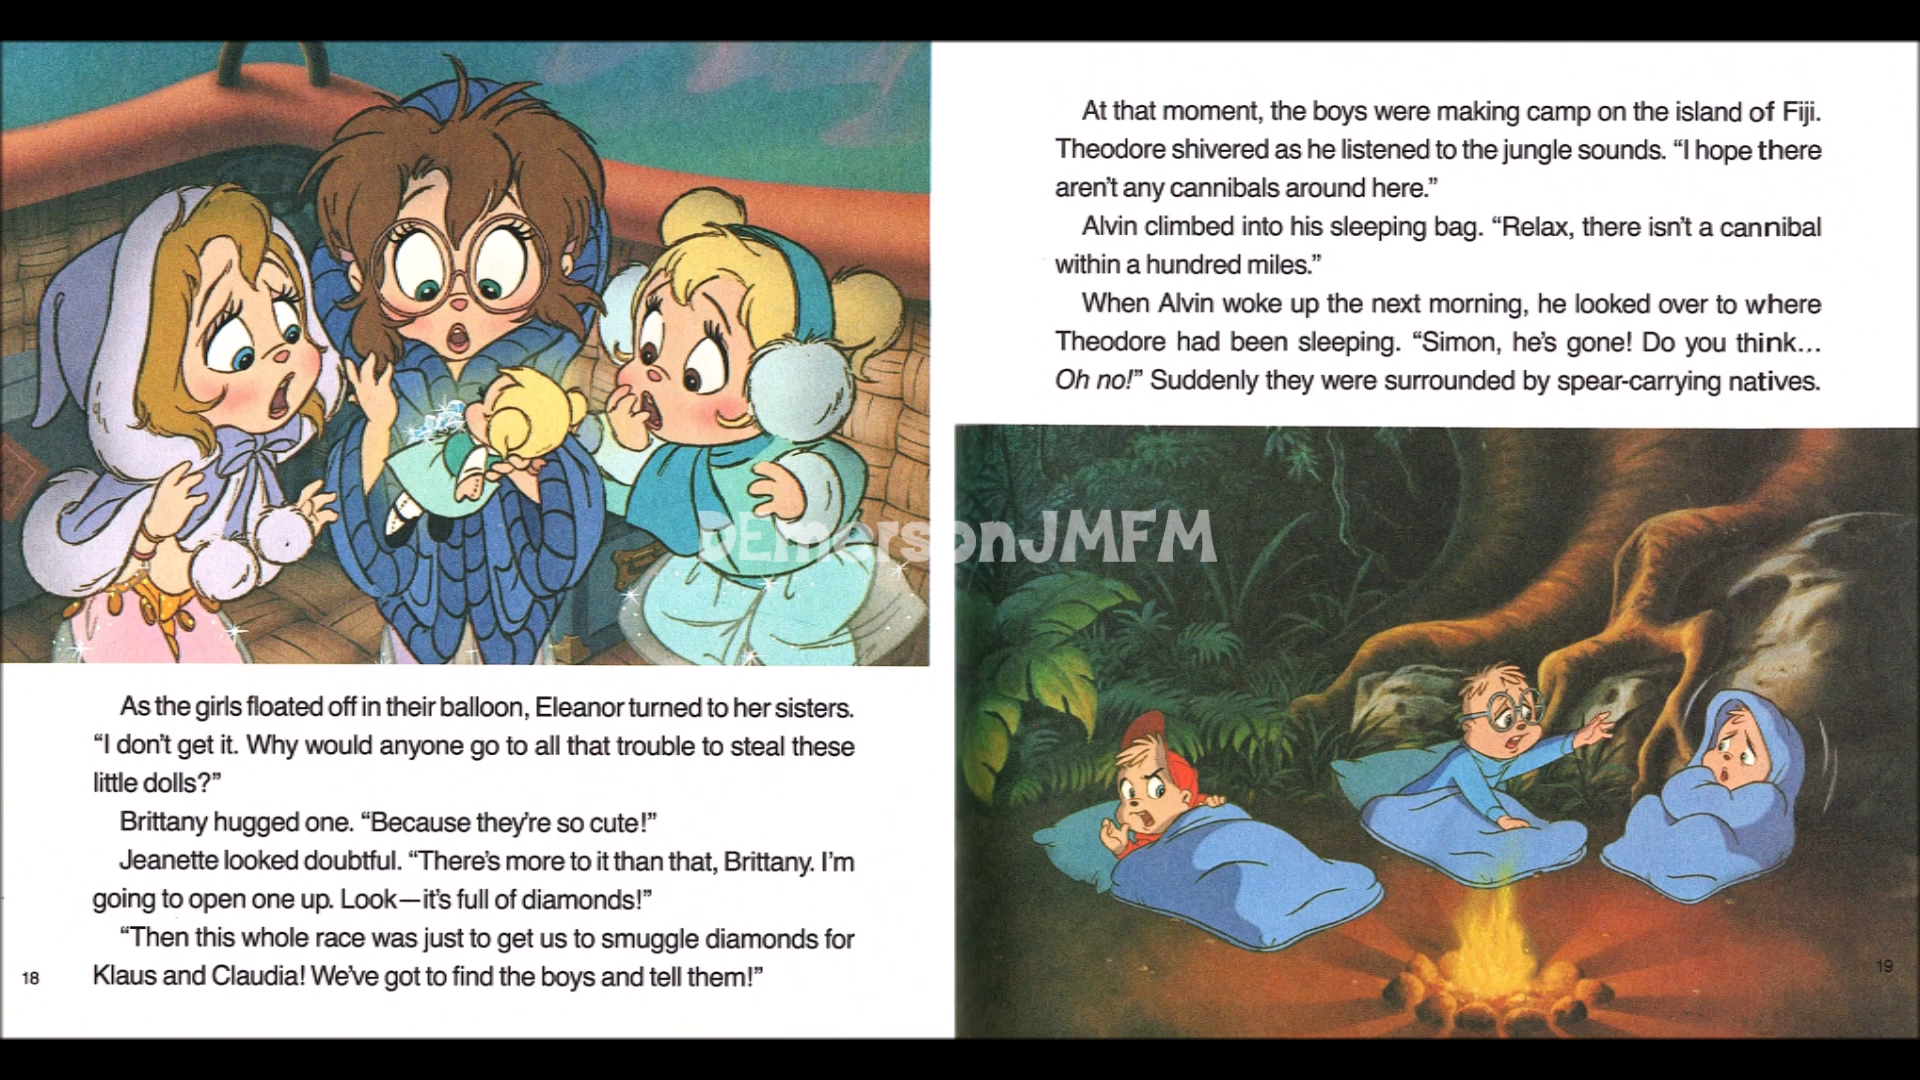 As the girls floated off in their balloon, Eleanor turned to her sisters.
“I don’t get it. Why would anyone go to all that trouble to steal these
little dolls?”
Brittany hugged one. “Because they’re so cute!”
Jeanette looked doubtful. “There’s more to it than that, Brittany. I’m
going to open one up. Look—it’s full of diamonds!”
“Then this whole race was just to get us to smuggle diamonds for
Klaus and Claudia! We’ve got to find the boys and tell them!”
18
At that moment, the boys were making camp on the island of Fiji.
Theodore shivered as he listened to the jungle sounds. “I hope there
aren’t any cannibals around here.”
Alvin climbed into his sleeping bag. “Relax, there isn’t a cannibal
within a hundred miles.”
When Alvin woke up the next morning, he looked over to where
Theodore had been sleeping. “Simon, he’s gone! Do you think...
Oh no!” Suddenly they were surrounded by spear-carrying natives.
19
DEmersonJMFM